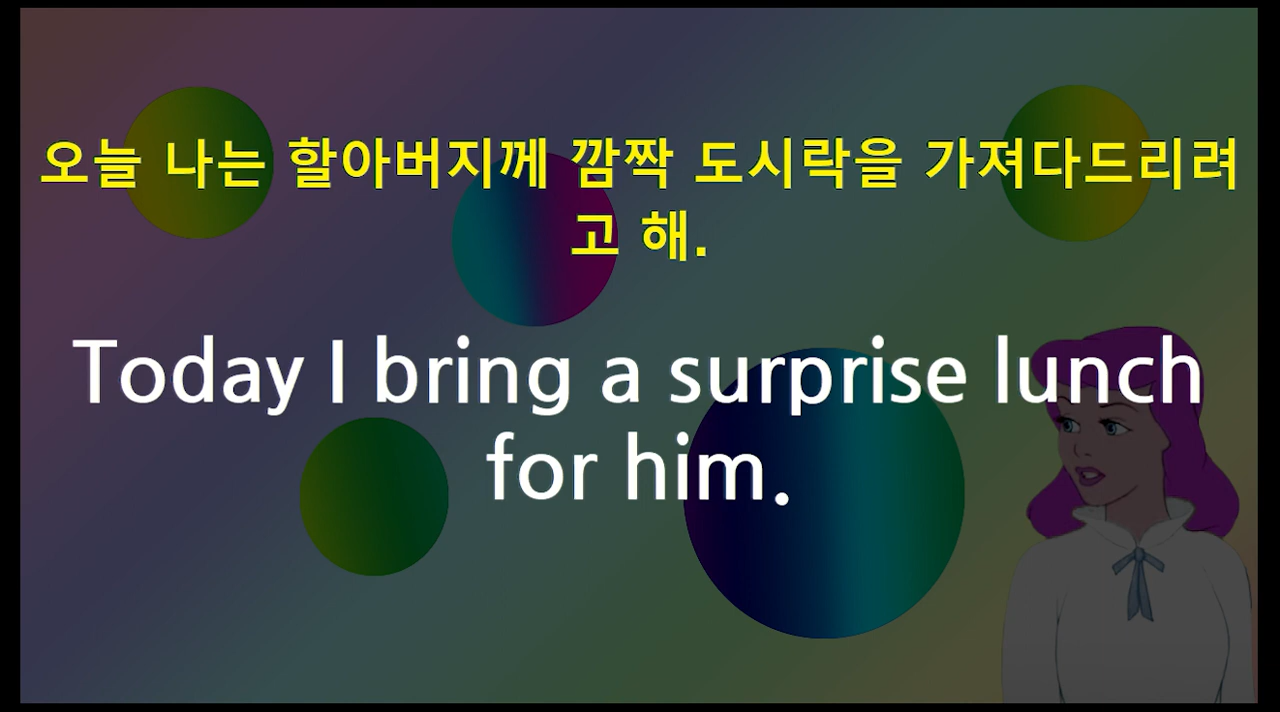 오늘 나는 할아버지께 깜짝 도시락을 가져다드리려
고 해.
Today I bring a surprise lunch
for him.